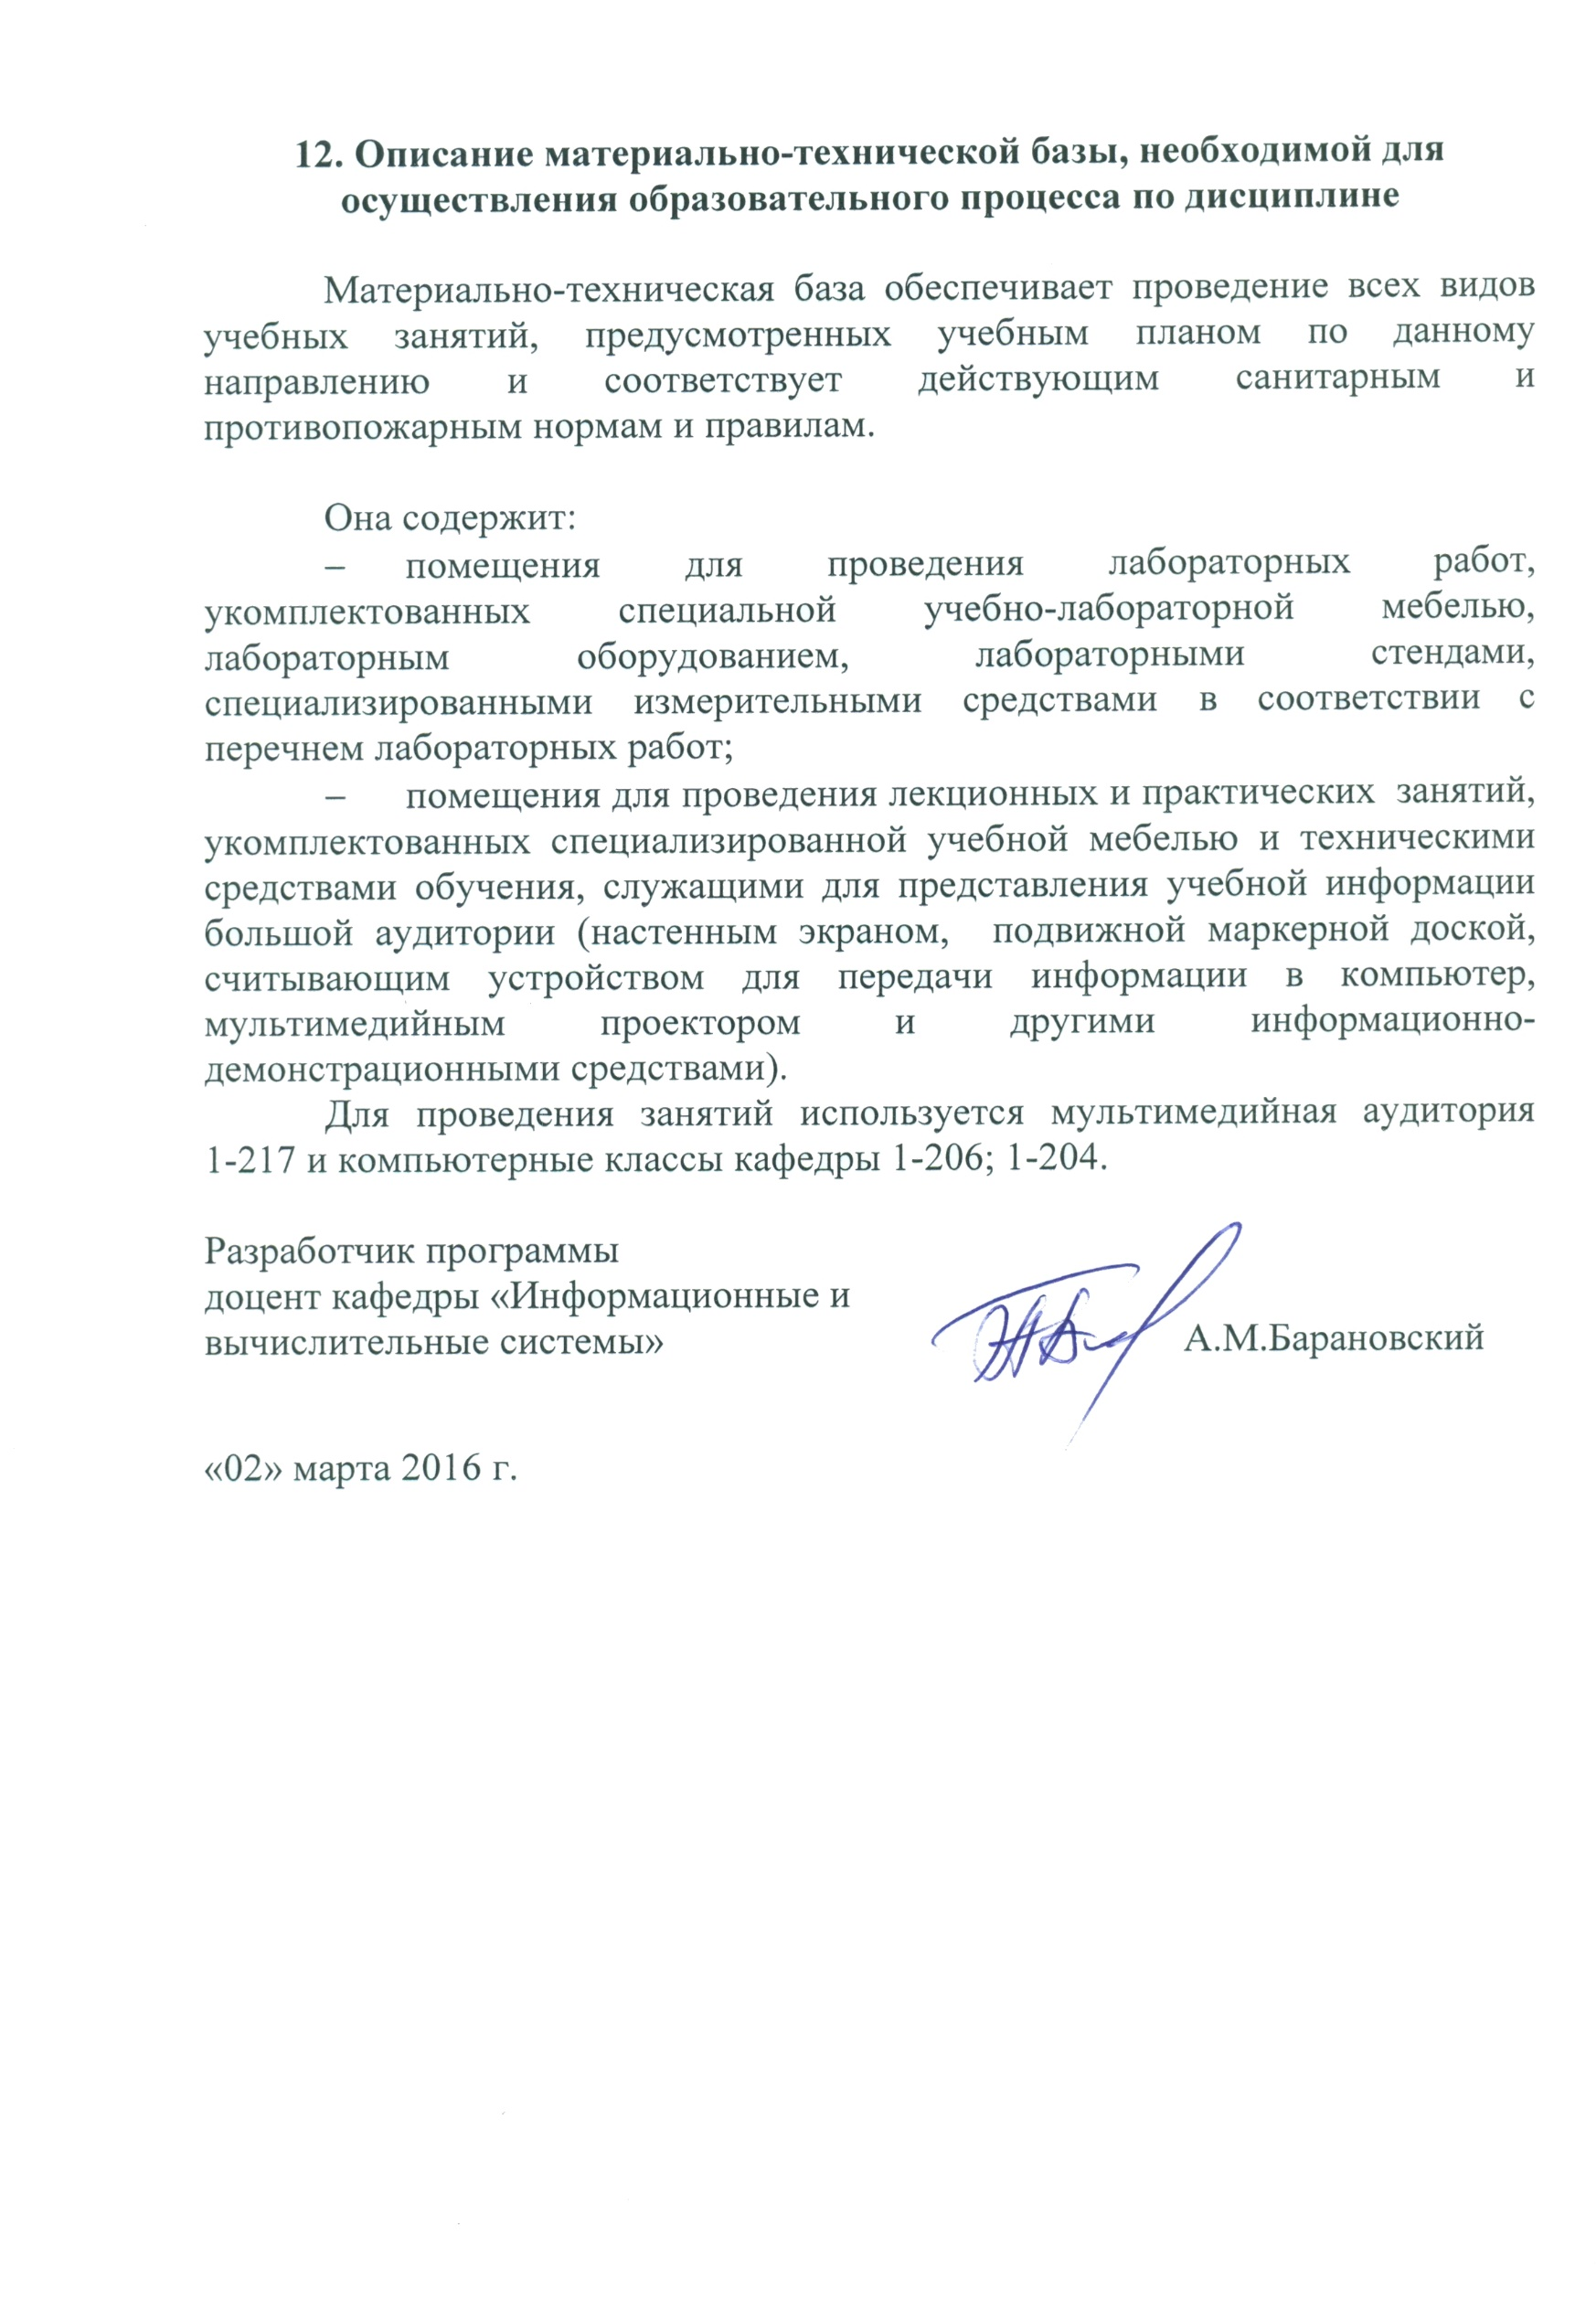 12. Описание материально-технической базы, необходимой для
осуществления образовательного процесса по дисциплине
Материально-техническая база обеспечивает проведение всех видов
учебных занятий, предусмотренных учебным планом по данному
направлению и соответствует действующим санитарным и
противопожарным нормам и правилам.
Она содержит:
– помещения для проведения лабораторных работ,
укомплектованных специальной учебно-лабораторной мебелью,
лабораторным оборудованием, лабораторными стендами,
специализированными измерительными средствами в соответствии с
перечнем лабораторных работ;
– помещения для проведения лекционных и практических занятий,
укомплектованных специализированной учебной мебелью и техническими
средствами обучения, служащими для представления учебной информации
большой аудитории (настенным экраном, подвижной маркерной доской,
считывающим устройством для передачи информации в компьютер,
мультимедийным проектором и другими информационно-
демонстрационными средствами).
Для проведения занятий используется мультимедийная аудитория
1-217 и компьютерные классы кафедры 1-206; 1-204.
Разработчик программы
доцент кафедры «Информационные и
вычислительные системы» А.М.Барановский
«02» марта 2016 г.